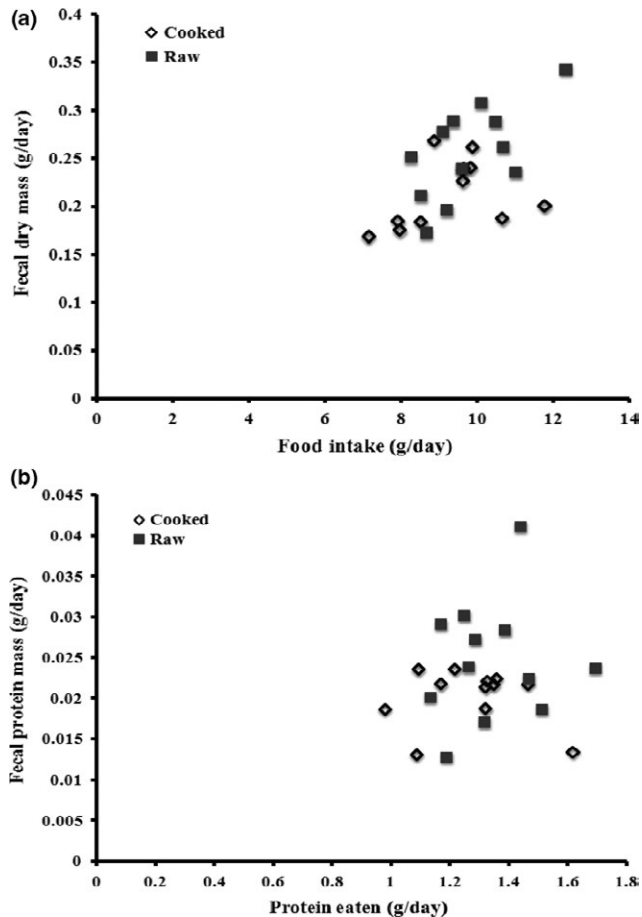 (a)
0.4
Cooked
Raw
0.35
0.3
0.25
0.2
0.15
0.1
0.05
0
Fecal dry mass (g/day)
0 2 4 6 8 10 12 14
Food intake (g/day)
(b)
0.045
Cooked
Raw
0.04
0.035
0.03
0.025
0.02
0.015
0.01
0.005
0
Fecal protein mass (g/day)
0 0.2 0.4 0.6 0.8 1 1.2 1.4 1.6 1.8
Protein eaten (g/day)